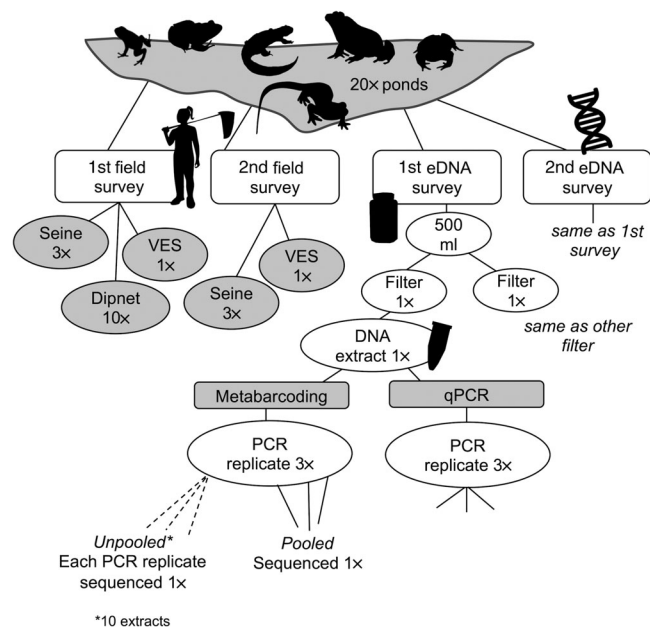 20× ponds
1st field
survey
2nd field
survey
1st eDNA
survey
2nd eDNA
survey
Seine
3×
VES
1×
Dipnet
10×
Seine
3×
VES
1×
500
ml
same as 1st
survey
Filter
1×
Filter
1×
same as other
filter
DNA
extract 1×
Metabarcoding
qPCR
PCR
replicate 3×
PCR
replicate 3×
Unpooled*
Each PCR replicate
sequenced 1×
Pooled
Sequenced 1×
*10 extracts